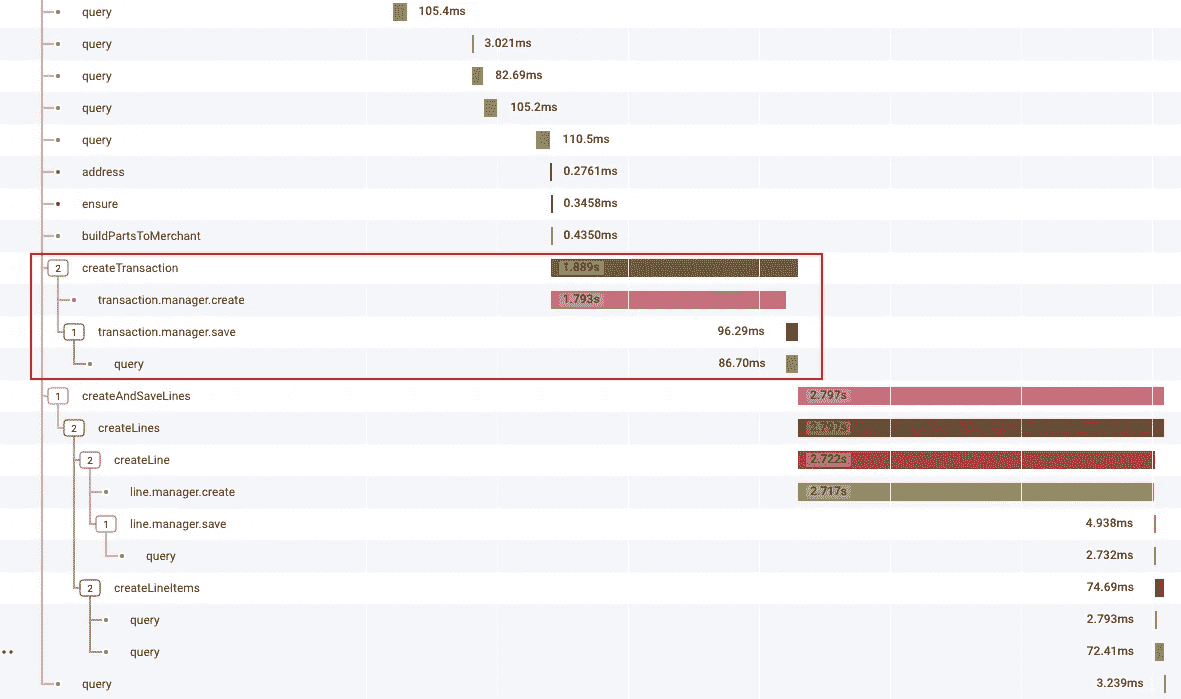 query 105.4ms
query 3.021ms
query 82.69ms
query 105.2ms
query 110.5ms
address 0.2761ms
ensure 0.3458ms
buildPartsToMerchant 0.4350ms
2 createTransaction 1.889s
transaction.manager.create 1.793s
1 transaction.manager.save 96.29ms
query 86.70ms
1 createAndSaveLines 2.797s
2 createLines
2 createLine 2.722s
line.manager.create 2.717s
1 line.manager.save 4.938ms
query 2.732ms
2 createLineItems 74.69ms
query 2.793ms
query 72.41ms
query 3.239ms